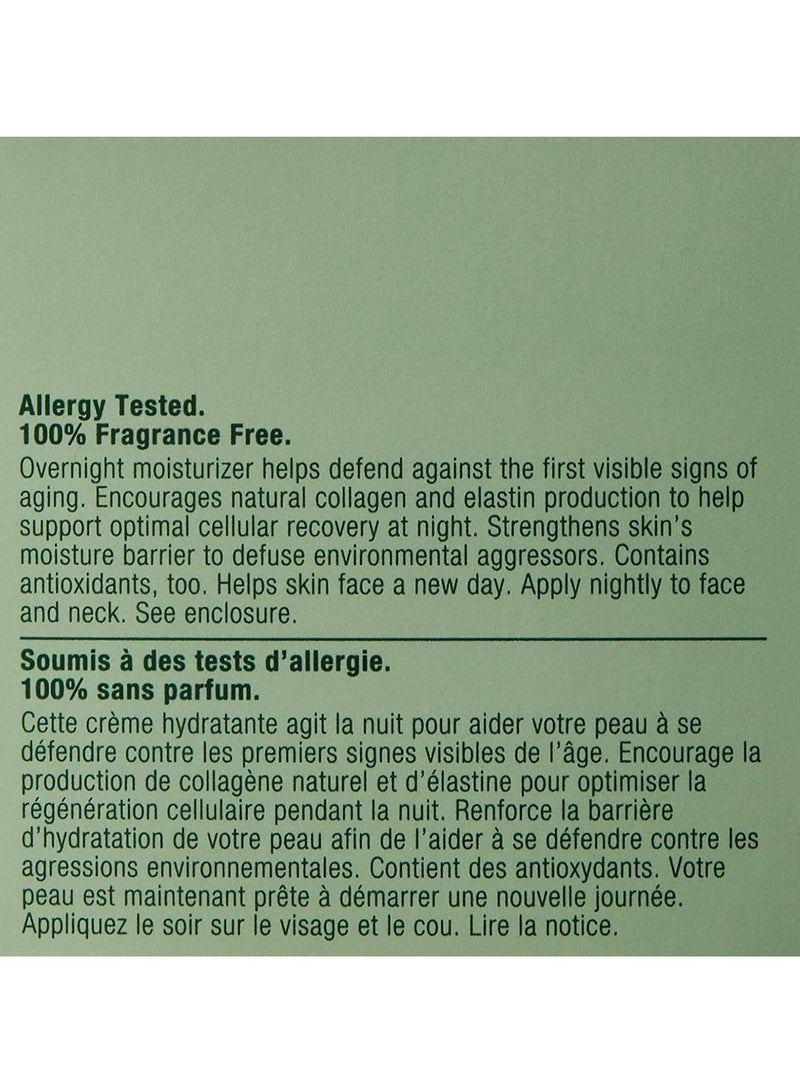 Allergy Tested.
100% Fragrance Free.
Overnight moisturizer helps defend against the first visible signs of
aging. Encourages natural collagen and elastin production to help
support optimal cellular recovery at night. Strengthens skin's
moisture barrier to defuse environmental aggressors. Contains
antioxidants, too. Helps skin face a new day. Apply nightly to face
and neck. See enclosure.
Soumis à des tests d'allergie.
100% sans parfum.
Cette crème hydratante agit la nuit pour aider votre peau à se
défendre contre les premiers signes visibles de l'âge. Encourage la
production de collagène naturel et d'élastine pour optimiser la
régénération cellulaire pendant la nuit. Renforce la barrière
d'hydratation de votre peau afin de l'aider à se défendre contre les
agressions environnementales. Contient des antioxydants. Votre
peau est maintenant prête à démarrer une nouvelle journée.
Appliquez le soir sur le visage et le cou. Lire la notice.